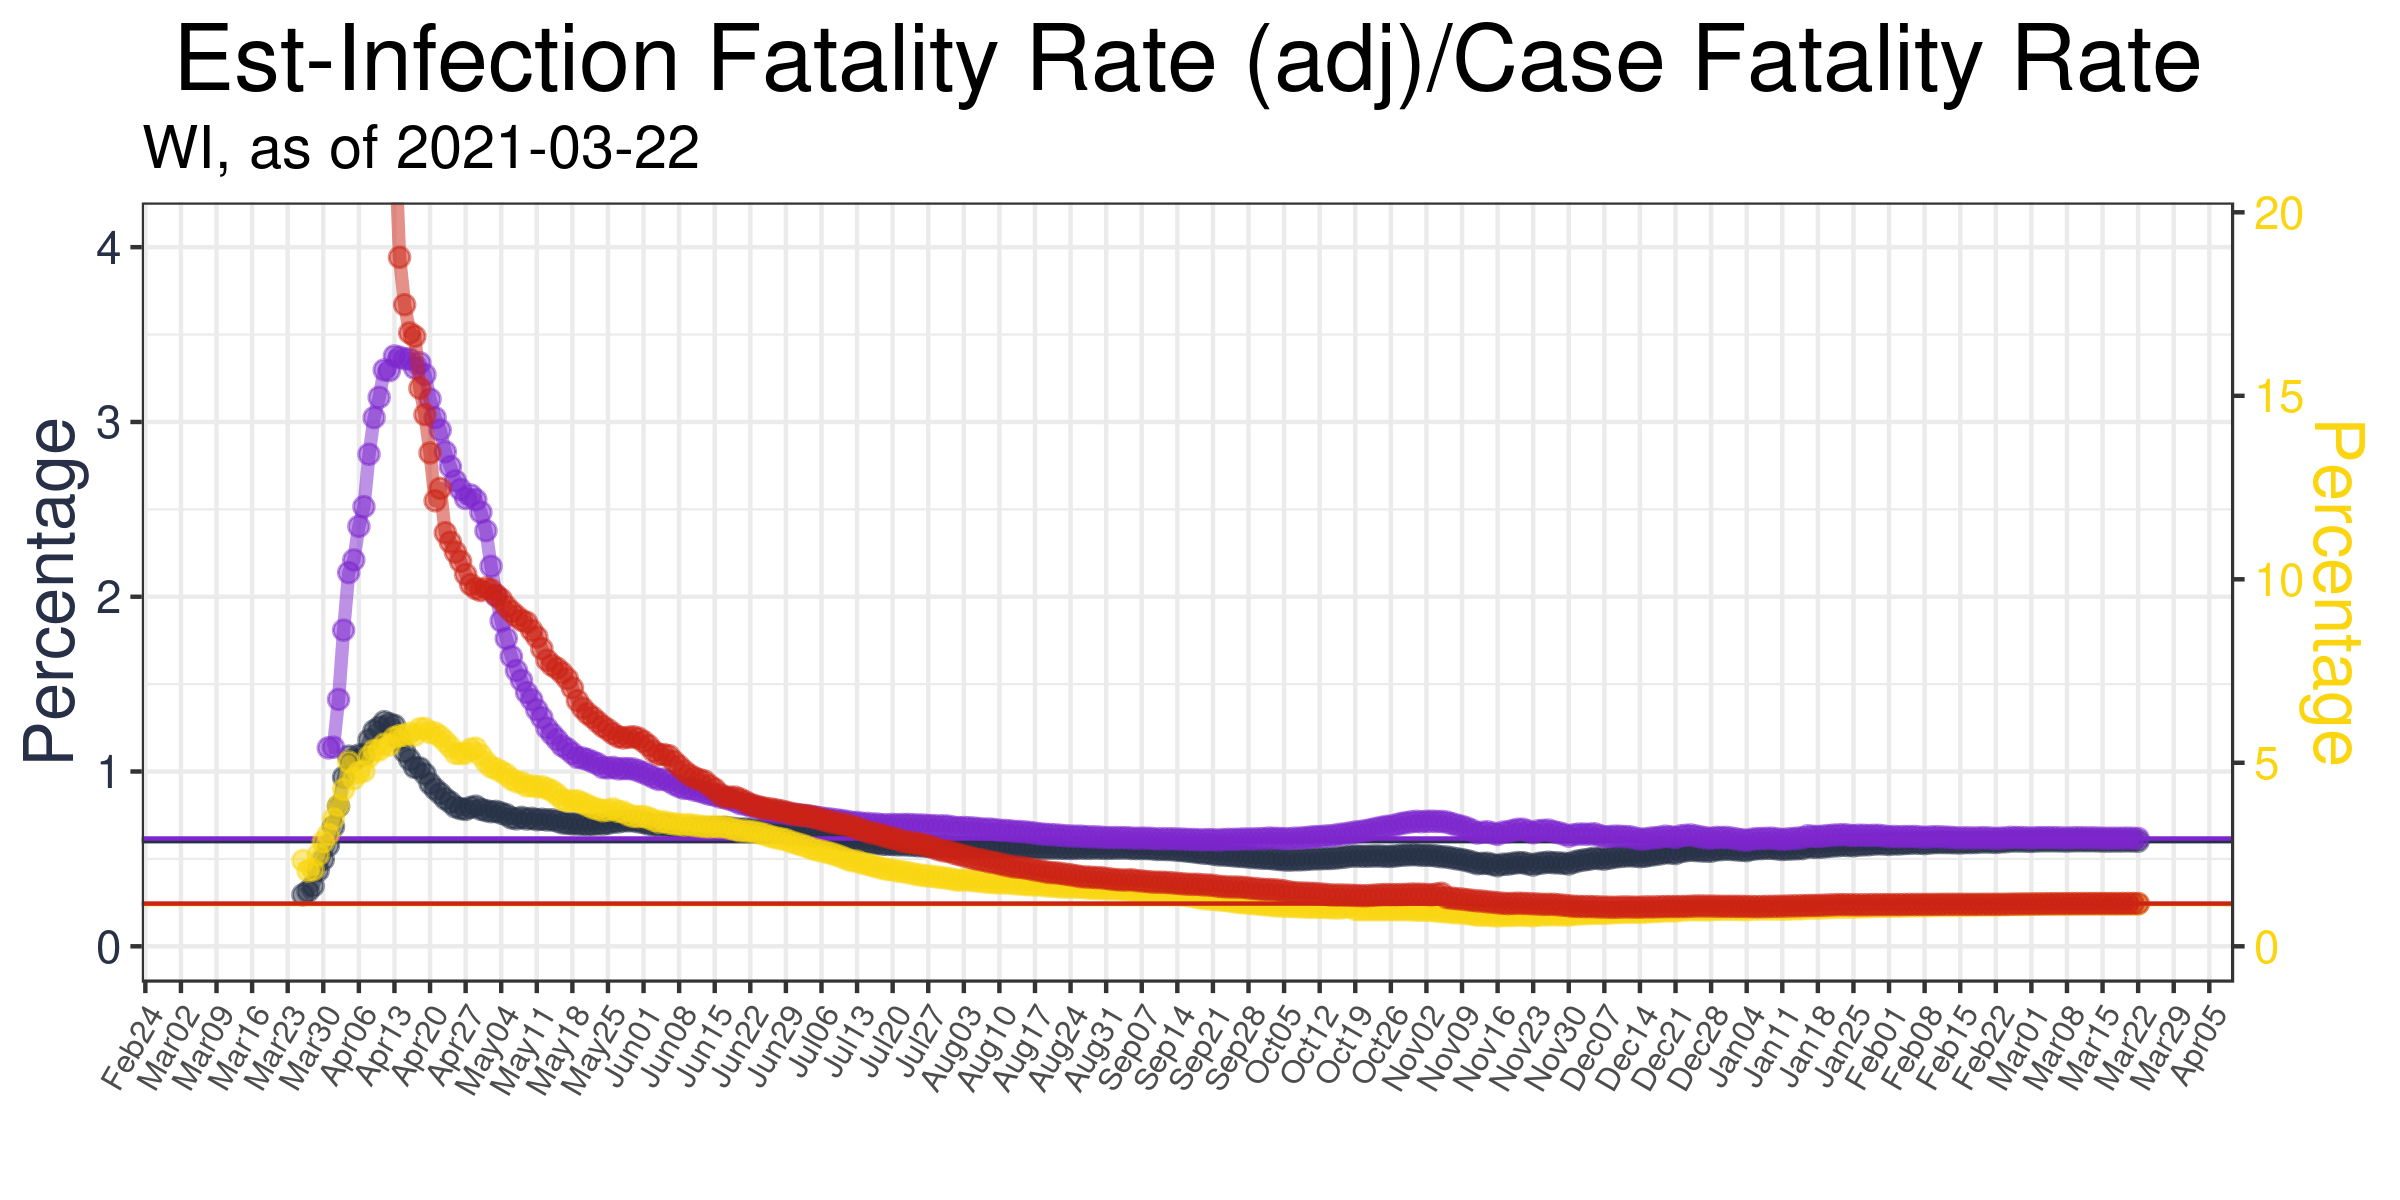 Est-Infection Fatality Rate (adj)/Case Fatality Rate
WI, as of 2021-03-22
Percentage
4
3
2
1
0
20
15
10
5
0
Percentage
Feb24
Mar02
Mar09
Mar16
Mar23
Mar30
Apr06
Apr13
Apr20
Apr27
May04
May11
May18
May25
Jun01
Jun08
Jun15
Jun22
Jun29
Jul06
Jul13
Jul20
Jul27
Aug03
Aug10
Aug17
Aug24
Aug31
Sep07
Sep14
Sep21
Sep28
Oct05
Oct12
Oct19
Oct26
Nov02
Nov09
Nov16
Nov23
Nov30
Dec07
Dec14
Dec21
Dec28
Jan04
Jan11
Jan18
Jan25
Feb01
Feb08
Feb15
Feb22
Mar01
Mar08
Mar15
Mar22
Mar29
Apr05